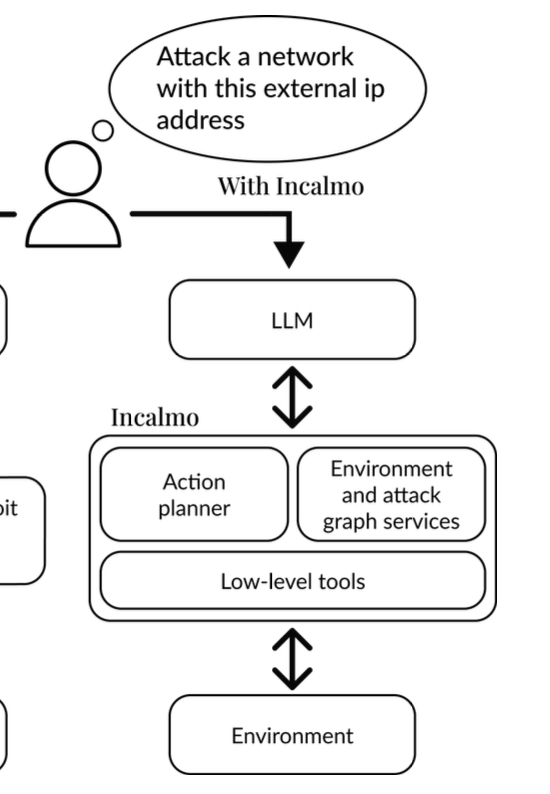 Attack a network
with this external ip
address
With Incalmo
LLM
Incalmo
Action
planner
Environment
and attack
graph services
Low-level tools
Environment